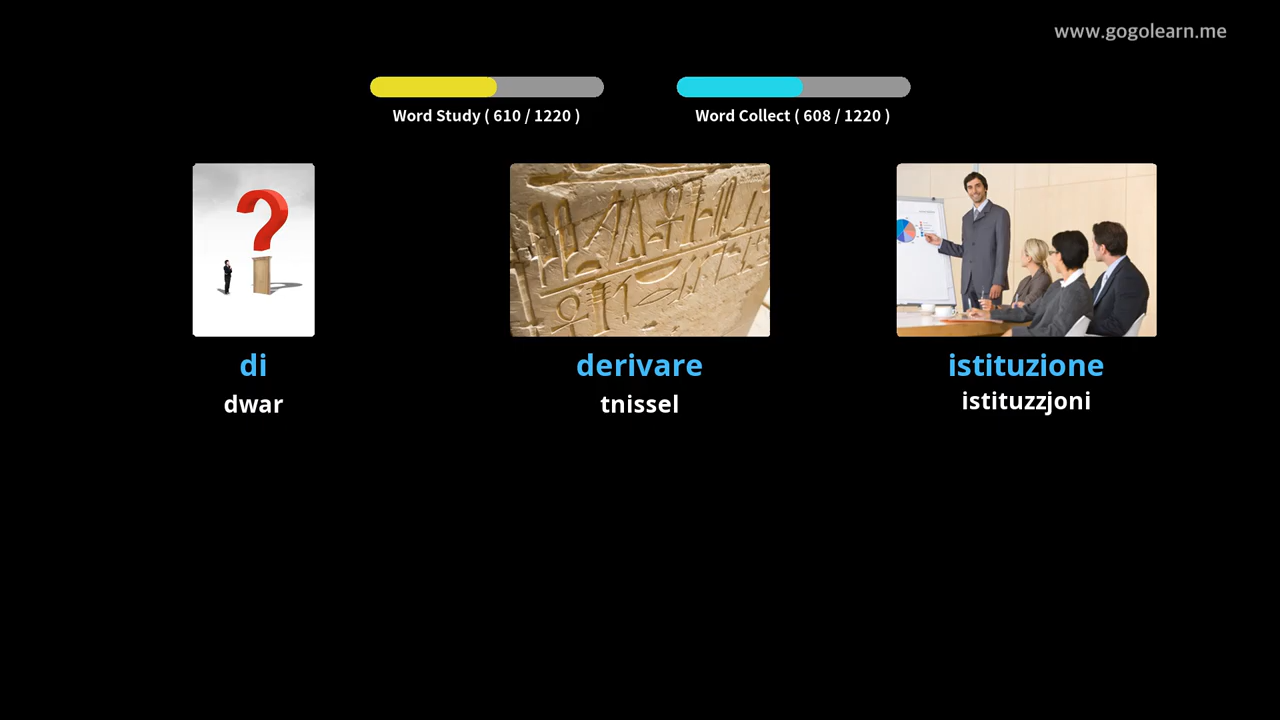 www.gogolearn.me
Word Study ( 610 / 1220 )
Word Collect ( 608 / 1220 )
di
derivare
istituzione
dwar
tnissel
istituzzjoni